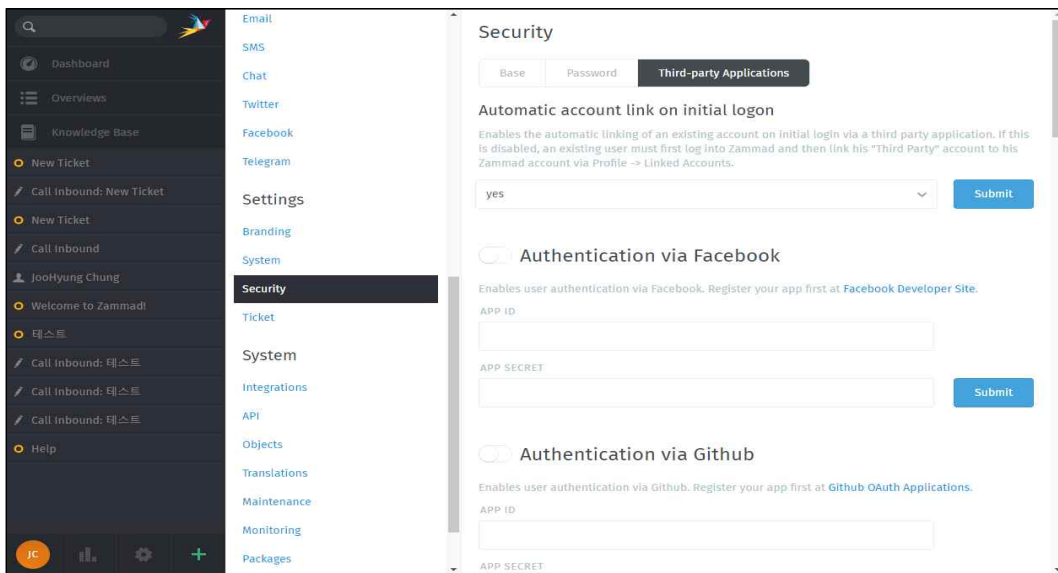 Dashboard
Overviews
Knowledge Base
New Ticket
Call Inbound: New Ticket
New Ticket
Call Inbound
JooHyung Chung
Welcome to Zammad!
테스트
Call Inbound: 테스트
Call Inbound: 테스트
Call Inbound: 테스트
Help
JC
Email
SMS
Chat
Twitter
Facebook
Telegram
Settings
Branding
System
Security
Ticket
System
Integrations
API
Objects
Translations
Maintenance
Monitoring
Packages
Security
Base Password Third-party Applications
Automatic account link on initial logon
Enables the automatic linking of an existing account on initial login via a third party application. If this
is disabled, an existing user must first log into Zammad and then link his "Third Party" account to his
Zammad account via Profile -> Linked Accounts.
yes Submit
Authentication via Facebook
Enables user authentication via Facebook. Register your app first at Facebook Developer Site.
APP ID
APP SECRET
Submit
Authentication via Github
Enables user authentication via Github. Register your app first at Github OAuth Applications.
APP ID
APP SECRET